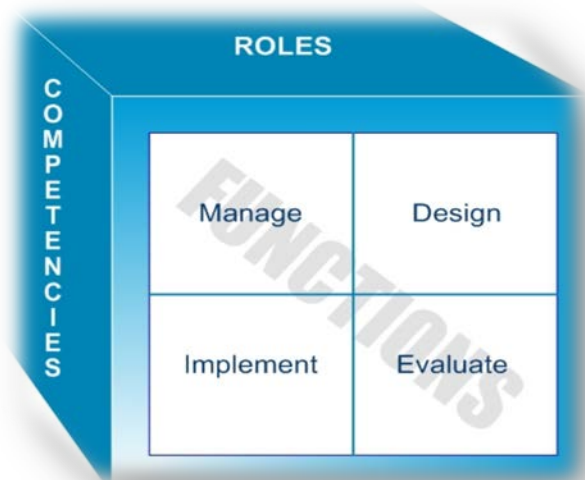 ROLES
COMPETENCIES
FUNCTIONS
Manage
Design
Implement
Evaluate